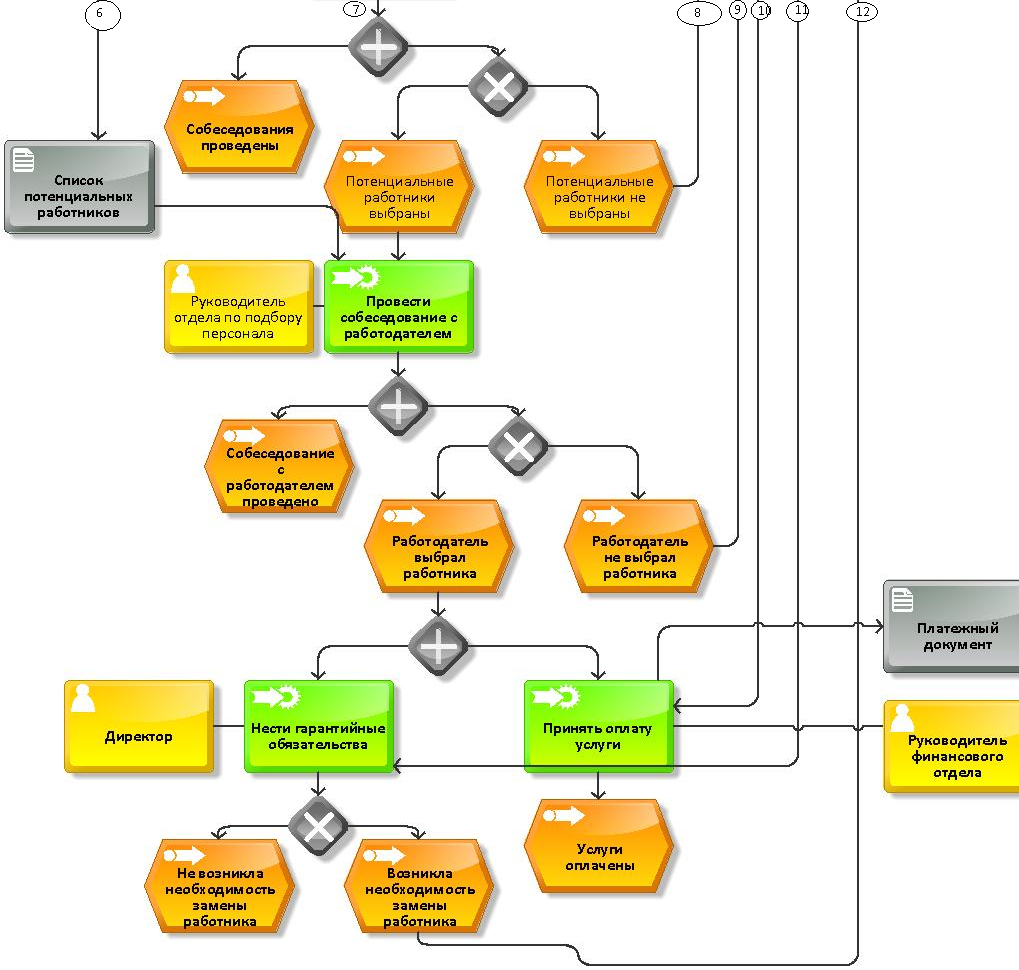 6
7
8
9
10
11
12
Собеседования
проведены
Список
потенциальных
работников
Потенциальные
работники
выбраны
Потенциальные
работники не
выбраны
Руководитель
отдела по подбору
персонала
Провести
собеседование с
работодателем
Собеседование
с
работодателем
проведено
Работодатель
выбрал
работника
Работодатель
не выбрал
работника
Платежный
документ
Директор
Нести гарантийные
обязательства
Принять оплату
услуги
Руководитель
финансового
отдела
Не возникла
необходимость
замены
работника
Возникла
необходимость
замены
работника
Услуги
оплачены